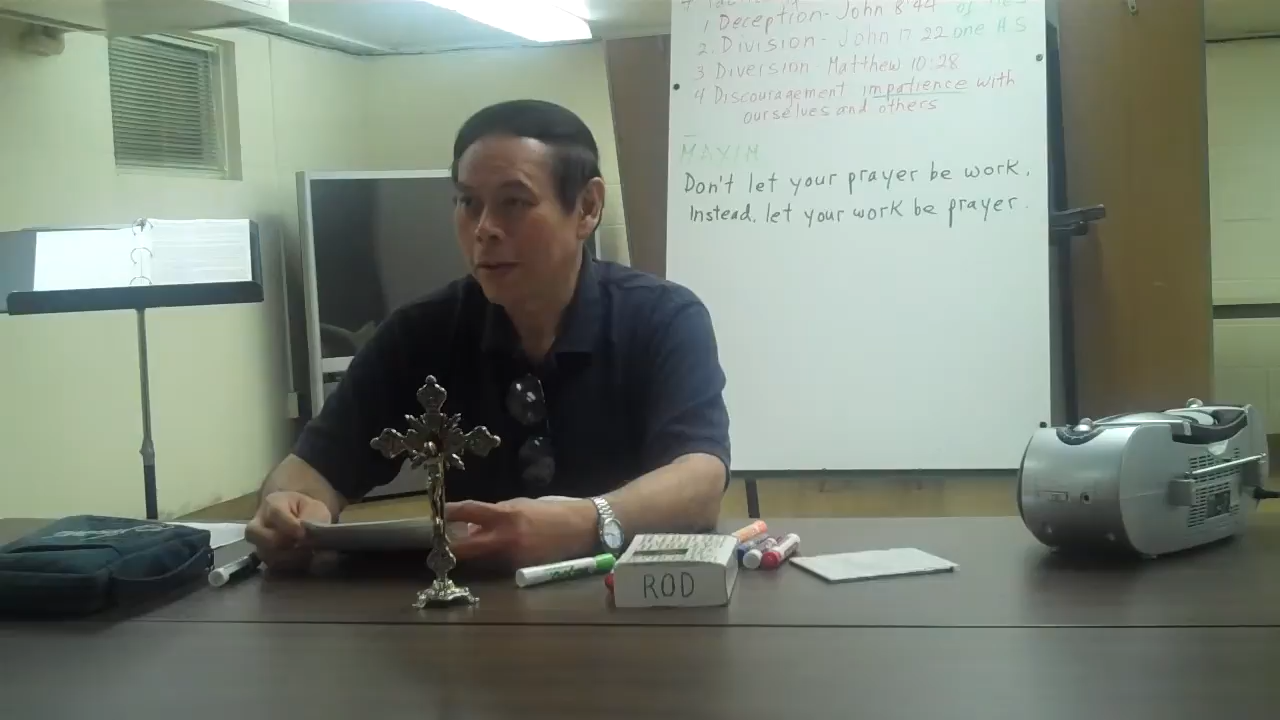 1 Deception - John 8:44 of
2. Division - John 17 22 one H.S
3 Diversion - Matthew 10:28
4 Discouragement impatience with
ourselves and others
MAXIM
Don't let your prayer be work.
Instead, let your work be prayer.
ROD